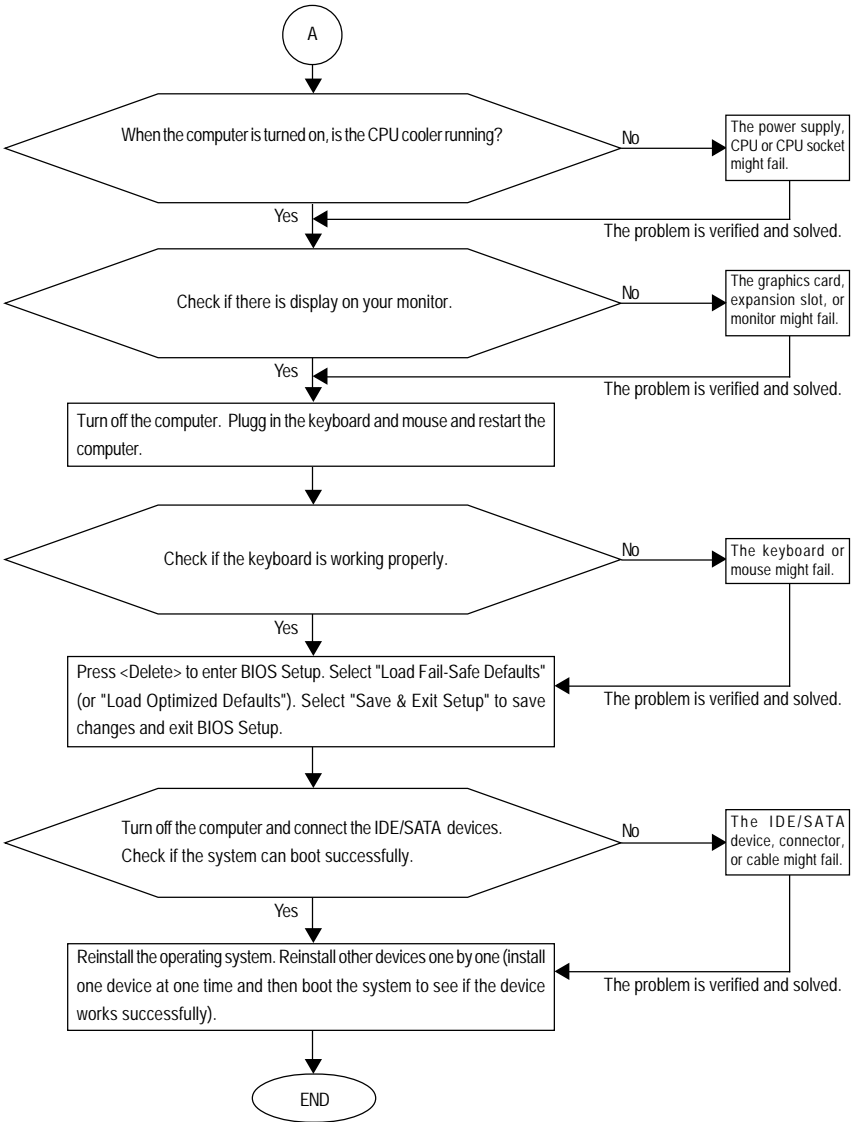 A
When the computer is turned on, is the CPU cooler running?
No
The power supply,
CPU or CPU socket
might fail.
Yes
The problem is verified and solved.
Check if there is display on your monitor.
No
The graphics card,
expansion slot, or
monitor might fail.
Yes
The problem is verified and solved.
Turn off the computer. Plugg in the keyboard and mouse and restart the
computer.
Check if the keyboard is working properly.
No
The keyboard or
mouse might fail.
Yes
Press <Delete> to enter BIOS Setup. Select "Load Fail-Safe Defaults"
(or "Load Optimized Defaults"). Select "Save & Exit Setup" to save
changes and exit BIOS Setup.
The problem is verified and solved.
Turn off the computer and connect the IDE/SATA devices.
Check if the system can boot successfully.
No
The IDE/SATA
device, connector,
or cable might fail.
Yes
Reinstall the operating system. Reinstall other devices one by one (install
one device at one time and then boot the system to see if the device
works successfully).
The problem is verified and solved.
END